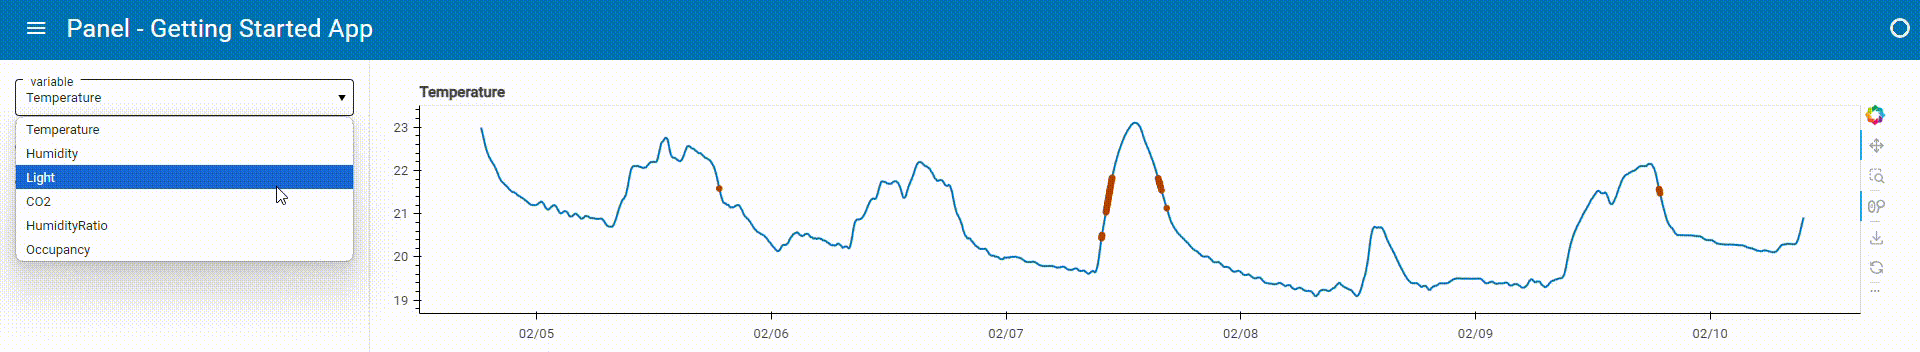 Panel - Getting Started App
variable
Temperature
Temperature
Humidity
Light
CO2
HumidityRatio
Occupancy
Temperature
23
22
21
20
19
02/05 02/06 02/07 02/08 02/09 02/10